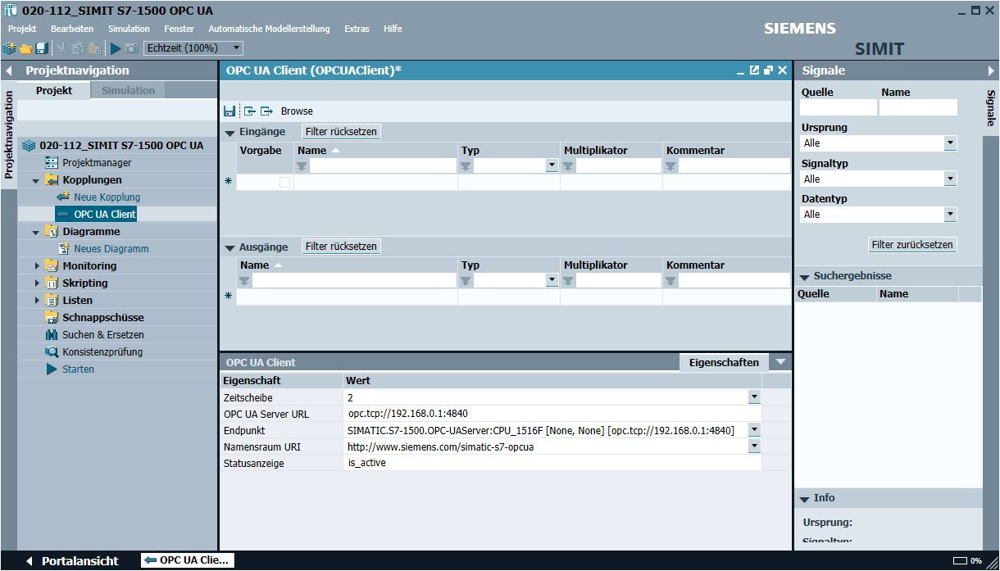 020-112_SIMIT S7-1500 OPC UA
Projekt Bearbeiten Simulation Fenster Automatische Modellerstellung Extras Hilfe
SIEMENS
SIMIT
Echtzeit (100%)
Projektnavigation
Projektnavigation
Projekt Simulation
020-112_SIMIT S7-1500 OPC UA
Projektmanager
Kopplungen
Neue Kopplung
OPC UA Client
Diagramme
Neues Diagramm
Monitoring
Skripting
Listen
Schnappschüsse
Suchen & Ersetzen
Konsistenzprüfung
Starten
OPC UA Client (OPCUAClient)*
Browse
Eingänge Filter rücksetzen
Vorgabe Name Typ Multiplikator Kommentar
Ausgänge Filter rücksetzen
Name Typ Multiplikator Kommentar
OPC UA Client Eigenschaften
Eigenschaft Wert
Zeitscheibe 2
OPC UA Server URL opc.tcp://192.168.0.1:4840
Endpunkt SIMATIC.S7-1500.OPC-UAServer:CPU_1516F [None, None] [opc.tcp://192.168.0.1:4840]
Namensraum URI http://www.siemens.com/simatic-s7-opcua
Statusanzeige is_active
Signale
Signale
Quelle Name
Ursprung
Alle
Signaltyp
Alle
Datentyp
Alle
Filter zurücksetzen
Suchergebnisse
Quelle Name
Info
Ursprung:
Signaltyp:
Portalansicht OPC UA Clie...
0%